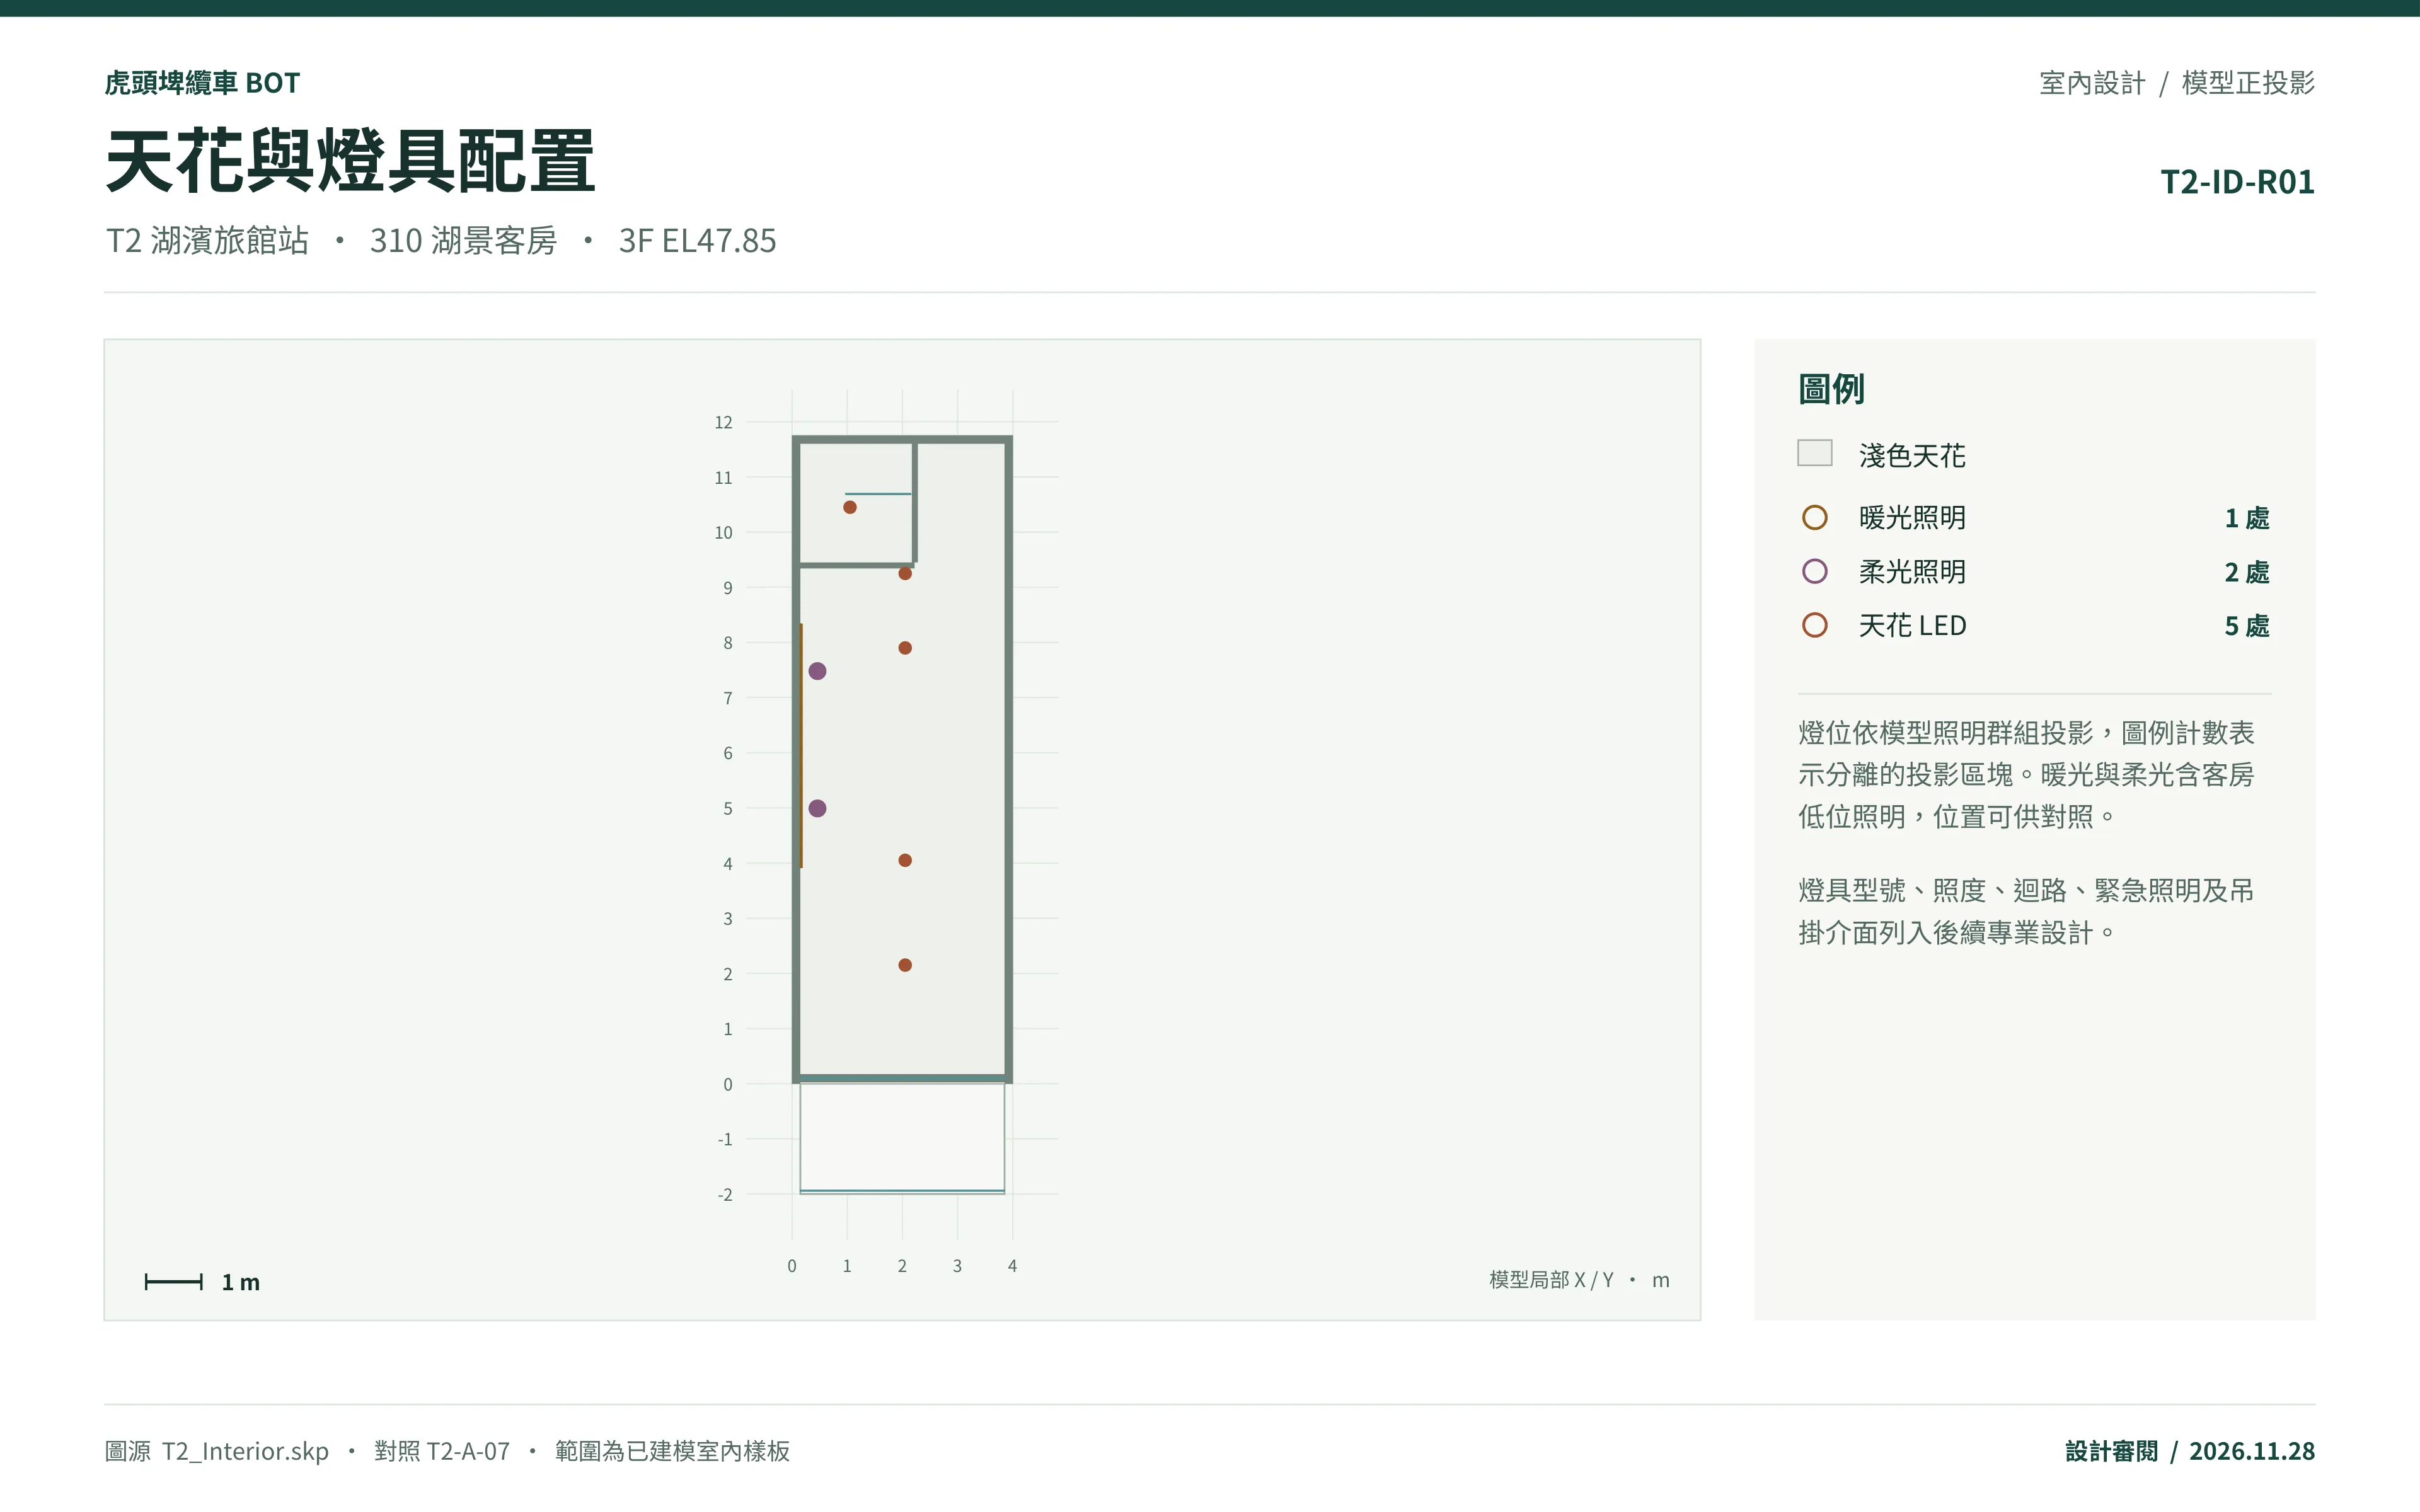 虎頭埤纜車 BOT
室內設計 / 模型正投影
天花與燈具配置
T2-ID-R01
T2 湖濱旅館站 ・ 310 湖景客房 ・ 3F EL47.85
12
11
10
9
8
7
6
5
4
3
2
1
0
-1
-2
0 1 2 3 4
1 m
模型局部 X / Y ・ m
圖例
淺色天花
暖光照明 1 處
柔光照明 2 處
天花 LED 5 處
燈位依模型照明群組投影，圖例計數表
示分離的投影區塊。暖光與柔光含客房
低位照明，位置可供對照。
燈具型號、照度、迴路、緊急照明及吊
掛介面列入後續專業設計。
圖源 T2_Interior.skp ・ 對照 T2-A-07 ・ 範圍為已建模室內樣板
設計審閱 / 2026.11.28